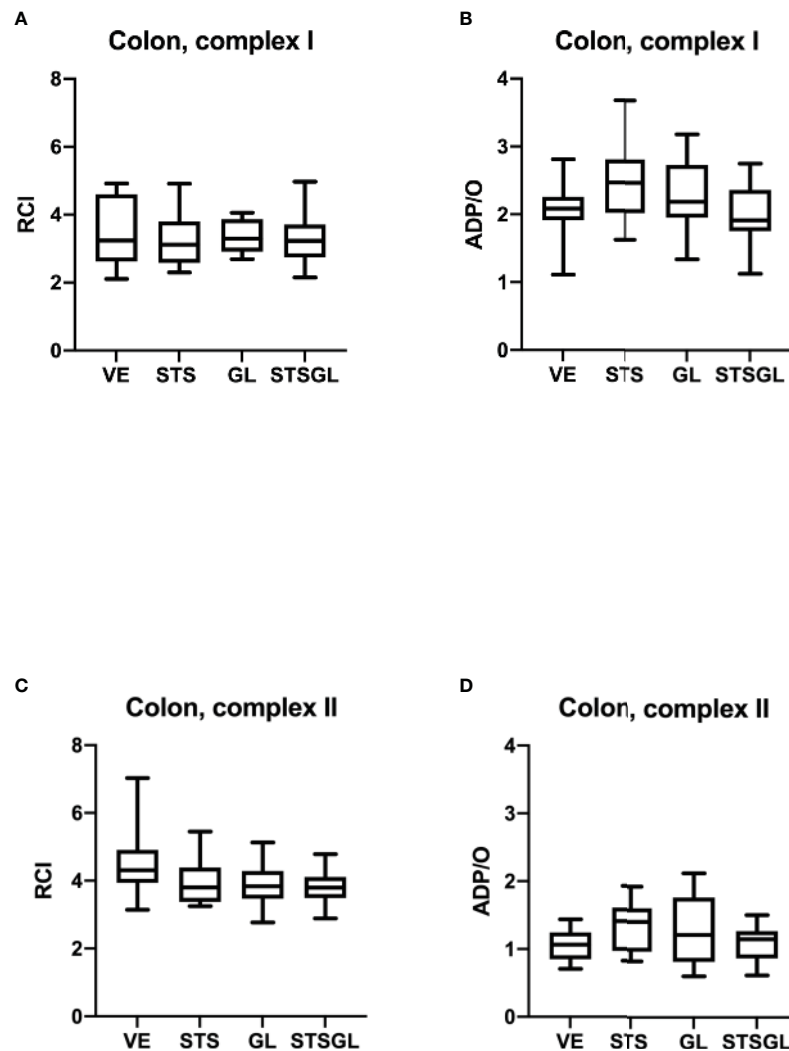 A
Colon, complex I
8
6
4
2
0
RCI
VE STS GL STSGL
B
Colon, complex I
4
3
2
1
0
ADP/O
VE STS GL STSGL
C
Colon, complex II
8
6
4
2
0
RCI
VE STS GL STSGL
D
Colon, complex II
4
3
2
1
0
ADP/O
VE STS GL STSGL